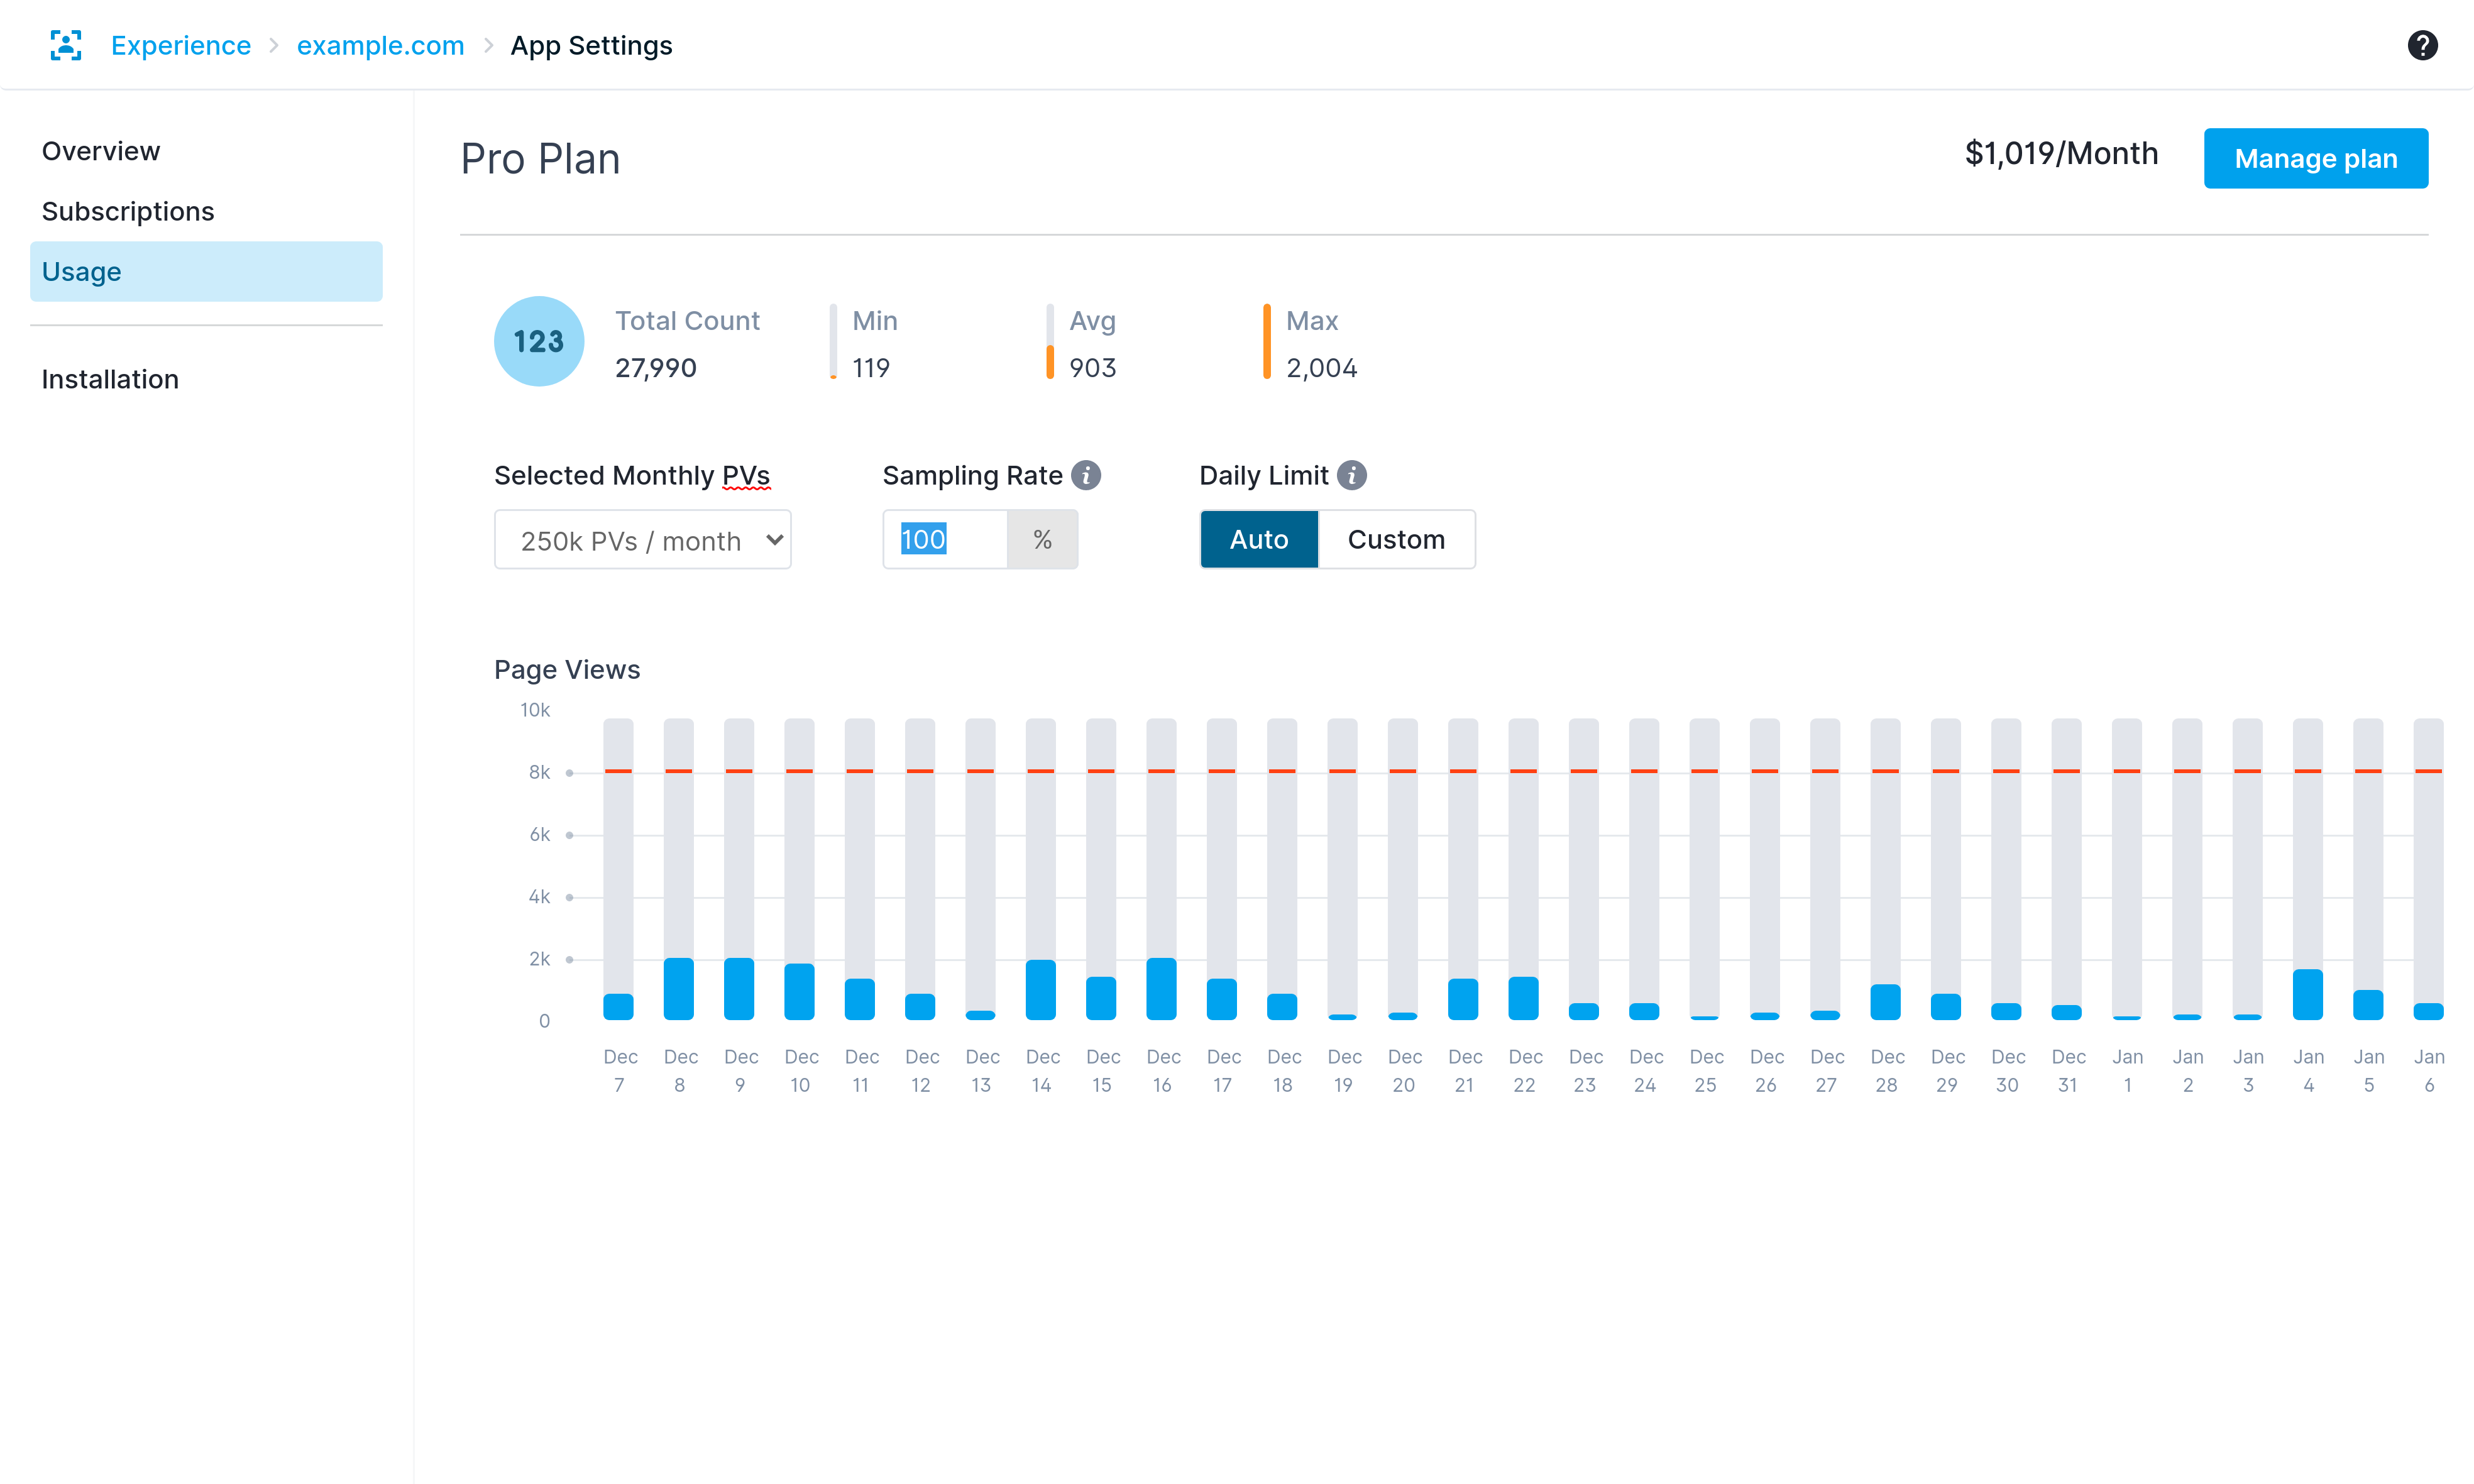 Experience > example.com > App Settings
Overview
Subscriptions
Usage
Installation
Pro Plan
$1,019/Month
Manage plan
123
Total Count
27,990
Min
119
Avg
903
Max
2,004
Selected Monthly PVs
250k PVs / month
Sampling Rate i
100 %
Daily Limit i
Auto Custom
Page Views
10k
8k
6k
4k
2k
0
Dec Dec Dec Dec Dec Dec Dec Dec Dec Dec Dec Dec Dec Dec Dec Dec Dec Dec Dec Dec Dec Dec Dec Dec Dec Jan Jan Jan Jan Jan Jan
7 8 9 10 11 12 13 14 15 16 17 18 19 20 21 22 23 24 25 26 27 28 29 30 31 1 2 3 4 5 6